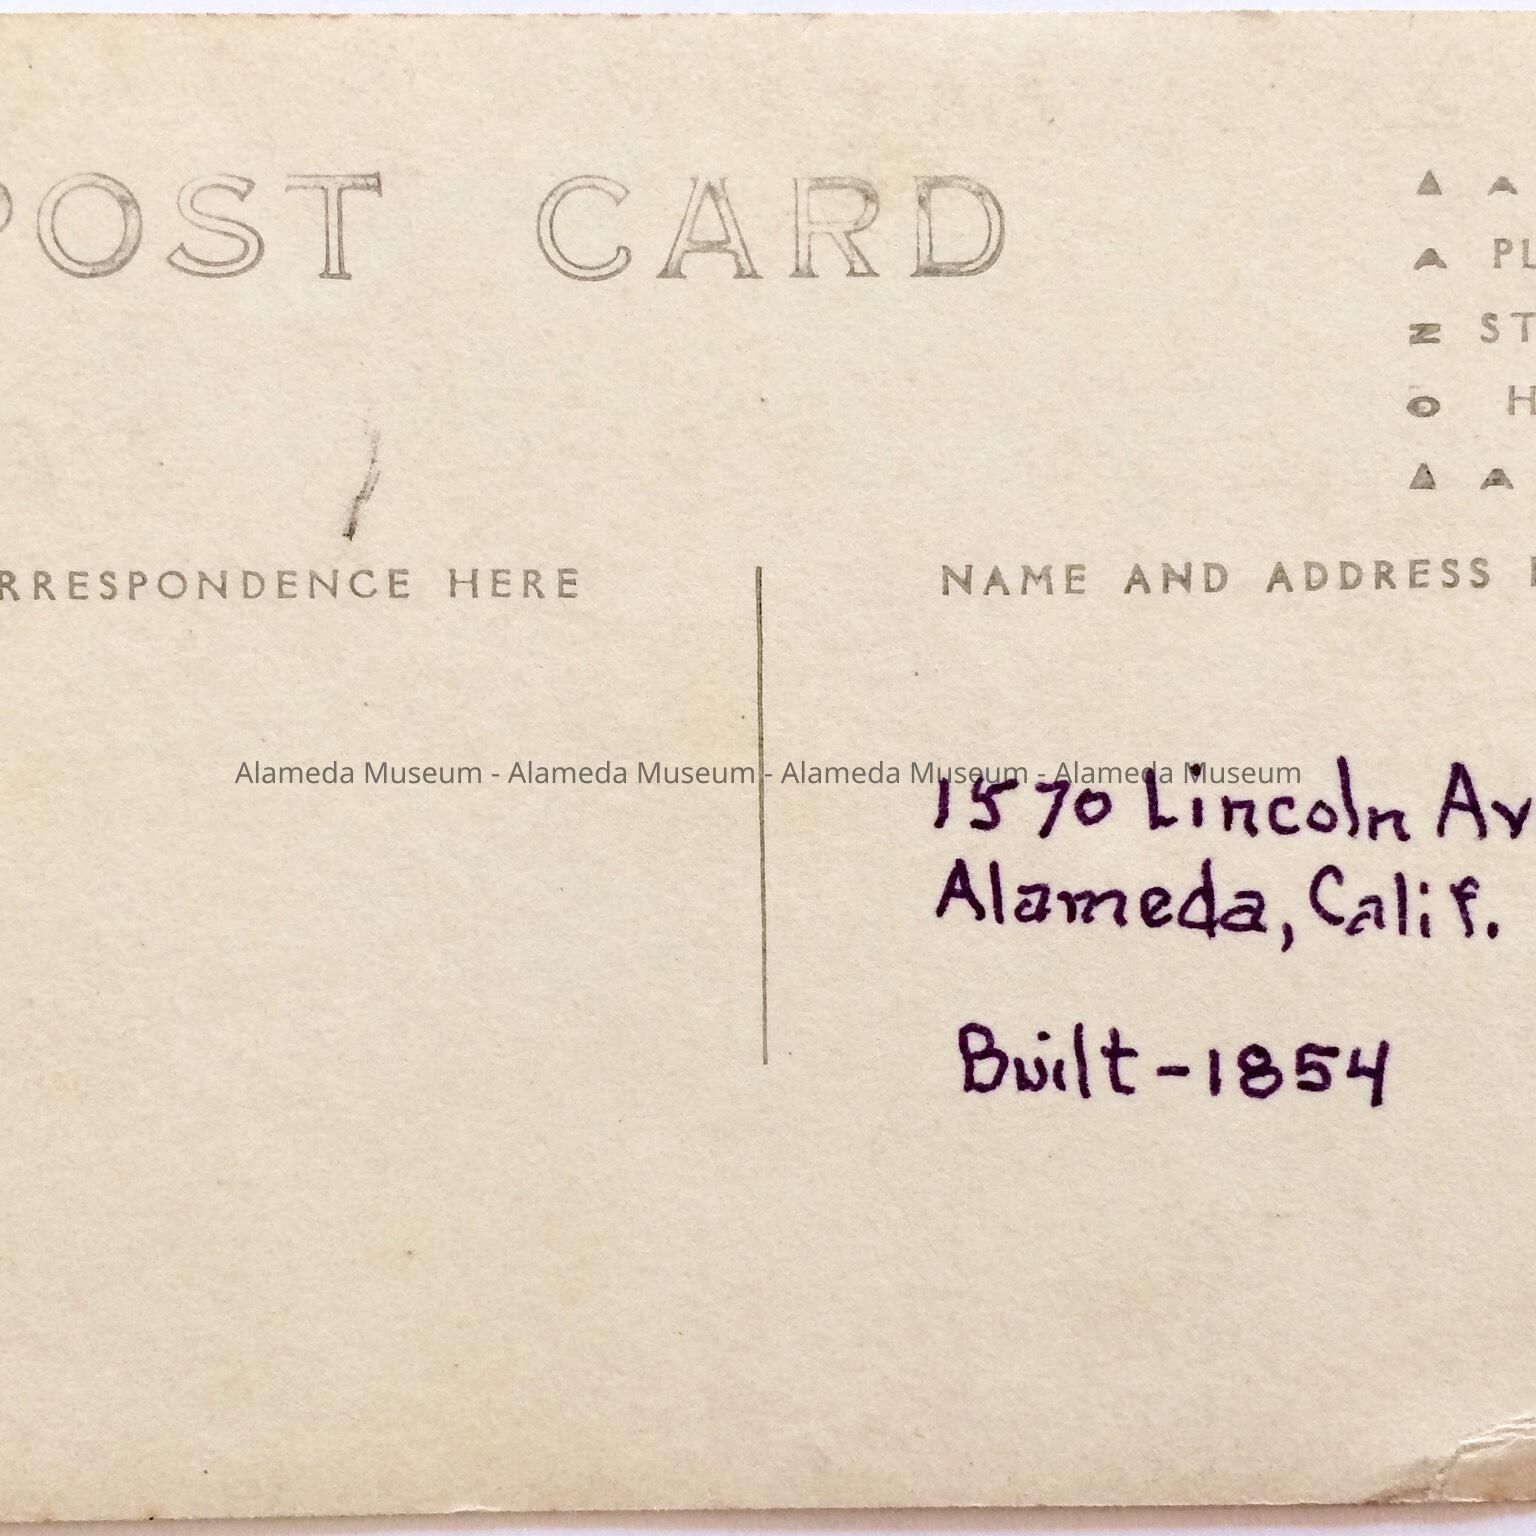 POST CARD
▲ ▲
▲ PL
N ST
O H
▲ ▲
RRESPONDENCE HERE
NAME AND ADDRESS
Alameda Museum - Alameda Museum - Alameda Museum - Alameda Museum
1570 Lincoln Av
Alameda, Calif.
Built - 1854